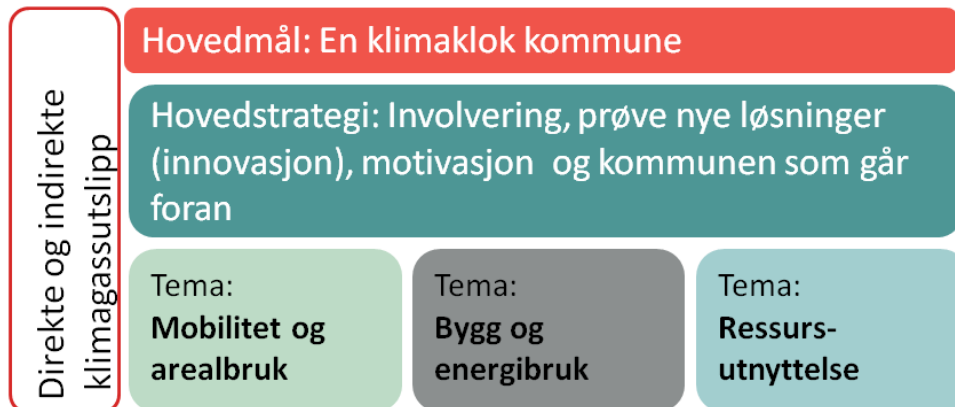 Direkte og indirekte
klimagassutslipp
Hovedmål: En klimaklok kommune
Hovedstrategi: Involvering, prøve nye løsninger
(innovasjon), motivasjon og kommunen som går
foran
Tema:
Mobilitet og
arealbruk
Tema:
Bygg og
energibruk
Tema:
Ressurs-
utnyttelse